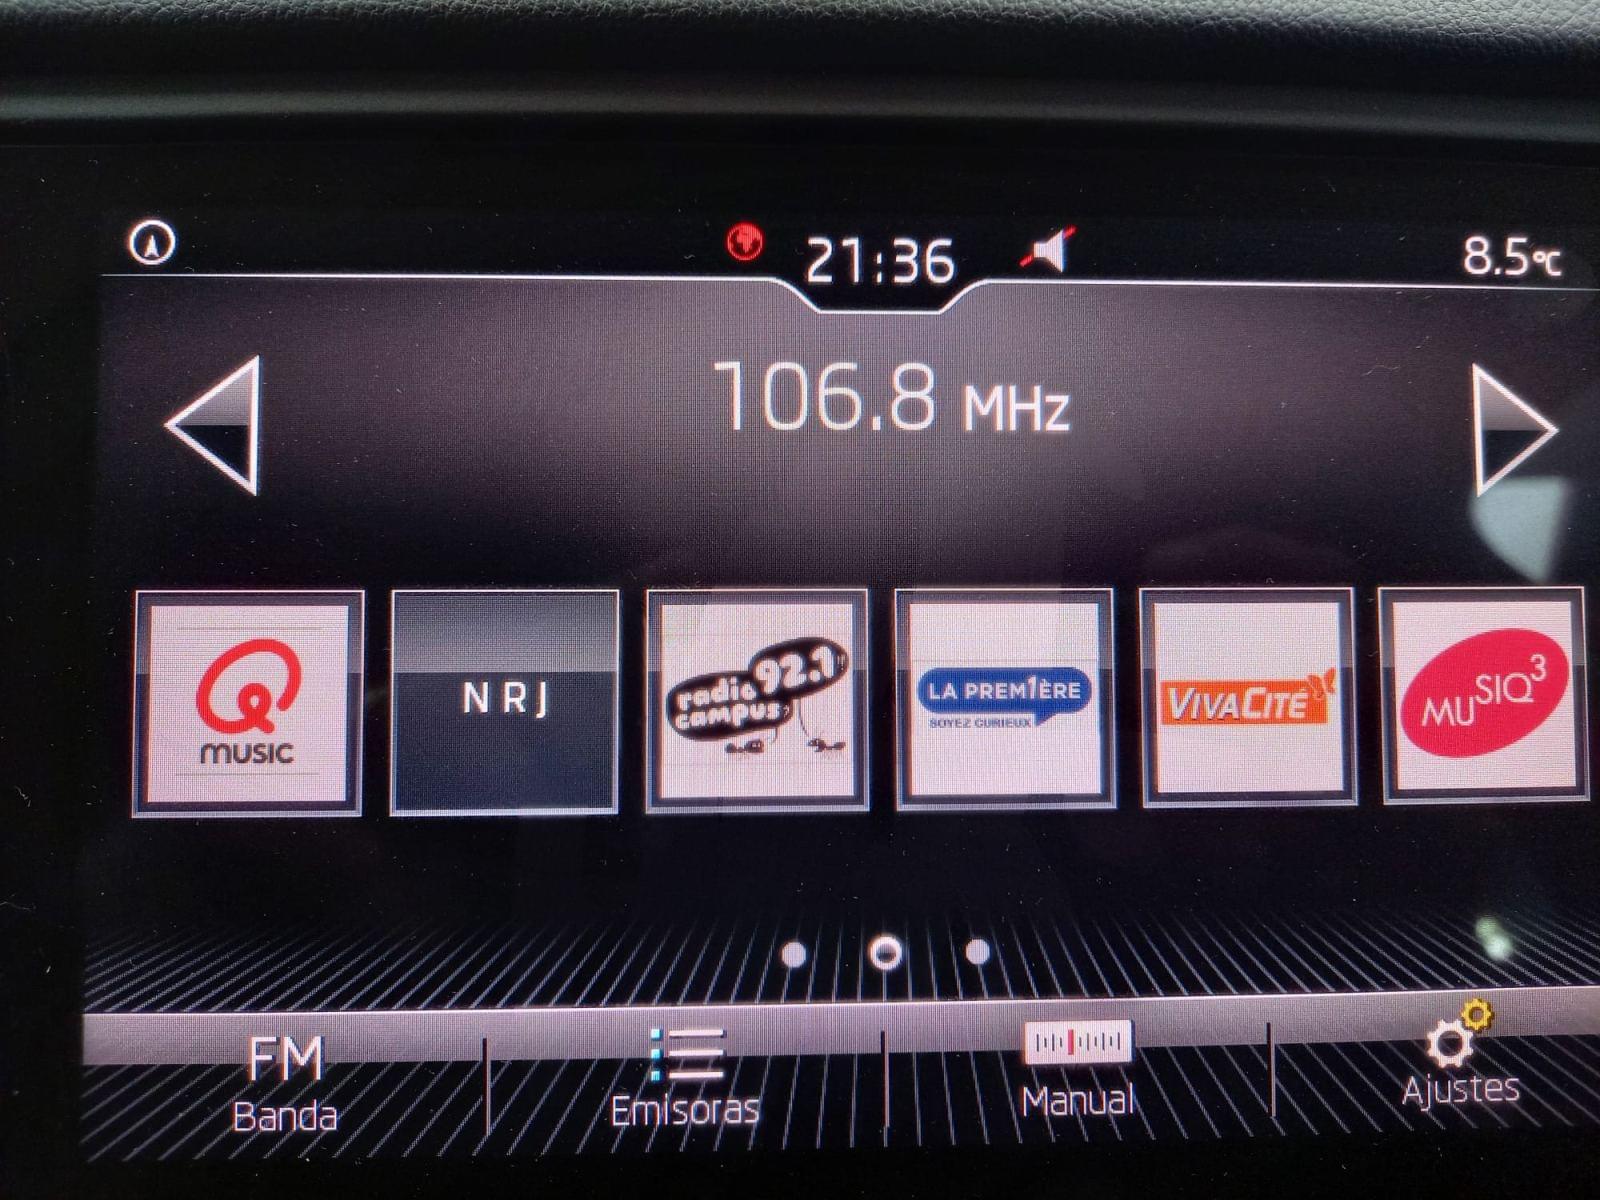 21:36
8.5°C
106.8 MHz
Q
music
NRJ
radio 92.1
campus
LA PREM1ÈRE
SOYEZ CURIEUX
VIVACITÉ
MUSIQ3
FM
Banda
Emisoras
Manual
Ajustes